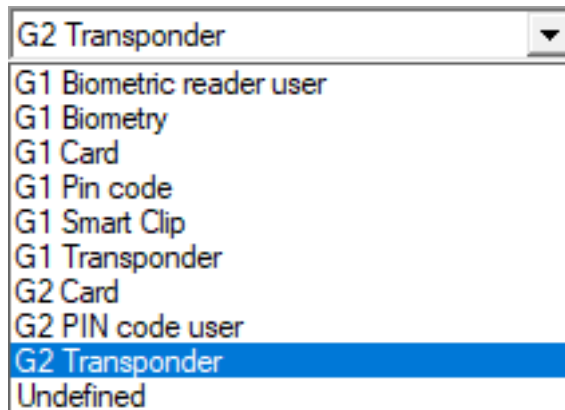 G2 Transponder
G1 Biometric reader user
G1 Biometry
G1 Card
G1 Pin code
G1 Smart Clip
G1 Transponder
G2 Card
G2 PIN code user
G2 Transponder
Undefined